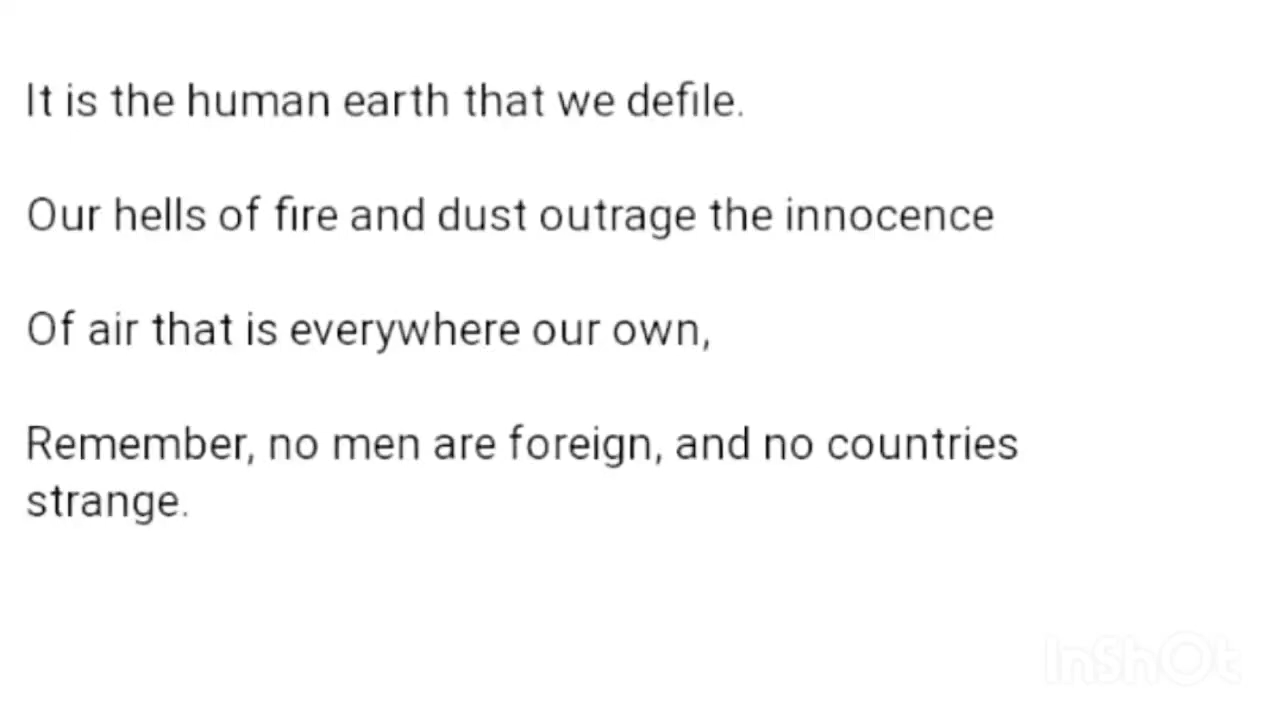 It is the human earth that we defile.
Our hells of fire and dust outrage the innocence
Of air that is everywhere our own,
Remember, no men are foreign, and no countries
strange.
InShOt